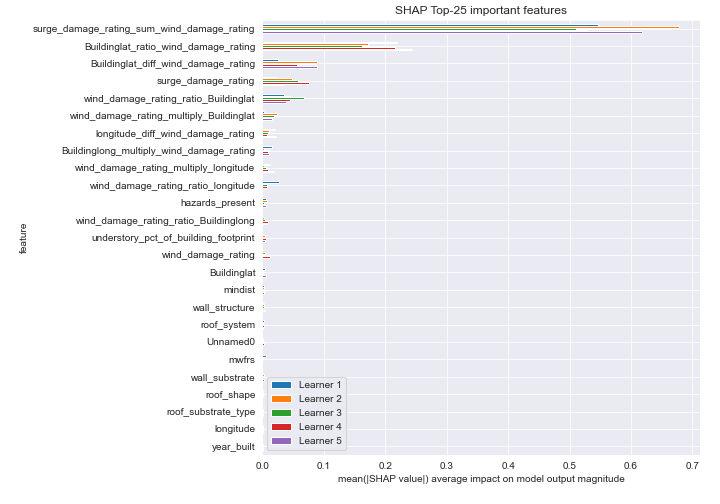 SHAP Top-25 important features
surge_damage_rating_sum_wind_damage_rating
Buildinglat_ratio_wind_damage_rating
Buildinglat_diff_wind_damage_rating
surge_damage_rating
wind_damage_rating_ratio_Buildinglat
wind_damage_rating_multiply_Buildinglat
longitude_diff_wind_damage_rating
Buildinglong_multiply_wind_damage_rating
wind_damage_rating_multiply_longitude
wind_damage_rating_ratio_longitude
hazards_present
wind_damage_rating_ratio_Buildinglong
understory_pct_of_building_footprint
wind_damage_rating
Buildinglat
mindist
wall_structure
roof_system
Unnamed0
mwfrs
wall_substrate
roof_shape
roof_substrate_type
longitude
year_built
feature
Learner 1
Learner 2
Learner 3
Learner 4
Learner 5
0.0 0.1 0.2 0.3 0.4 0.5 0.6 0.7
mean(|SHAP value|) average impact on model output magnitude